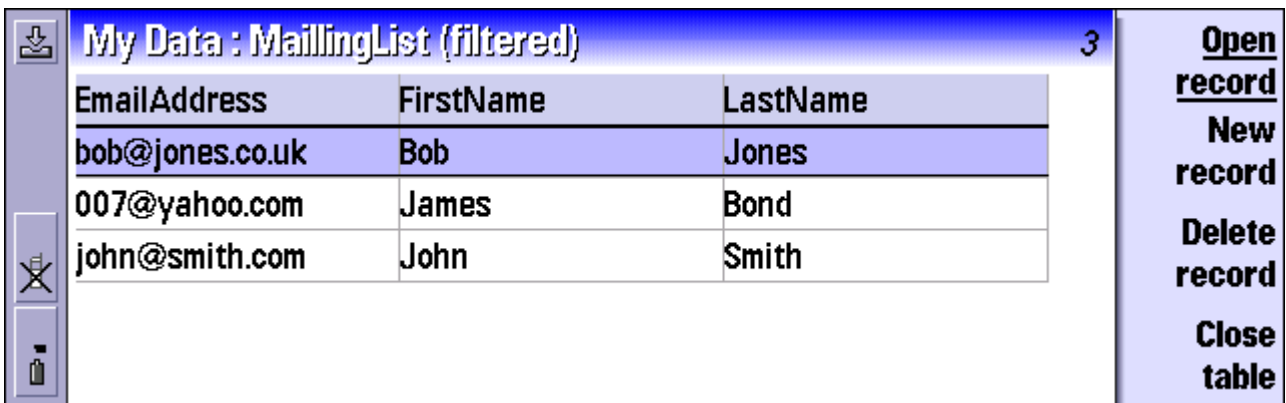 My Data : MaillingList (filtered) 3
EmailAddress FirstName LastName
bob@jones.co.uk Bob Jones
007@yahoo.com James Bond
john@smith.com John Smith
Open
record
New
record
Delete
record
Close
table